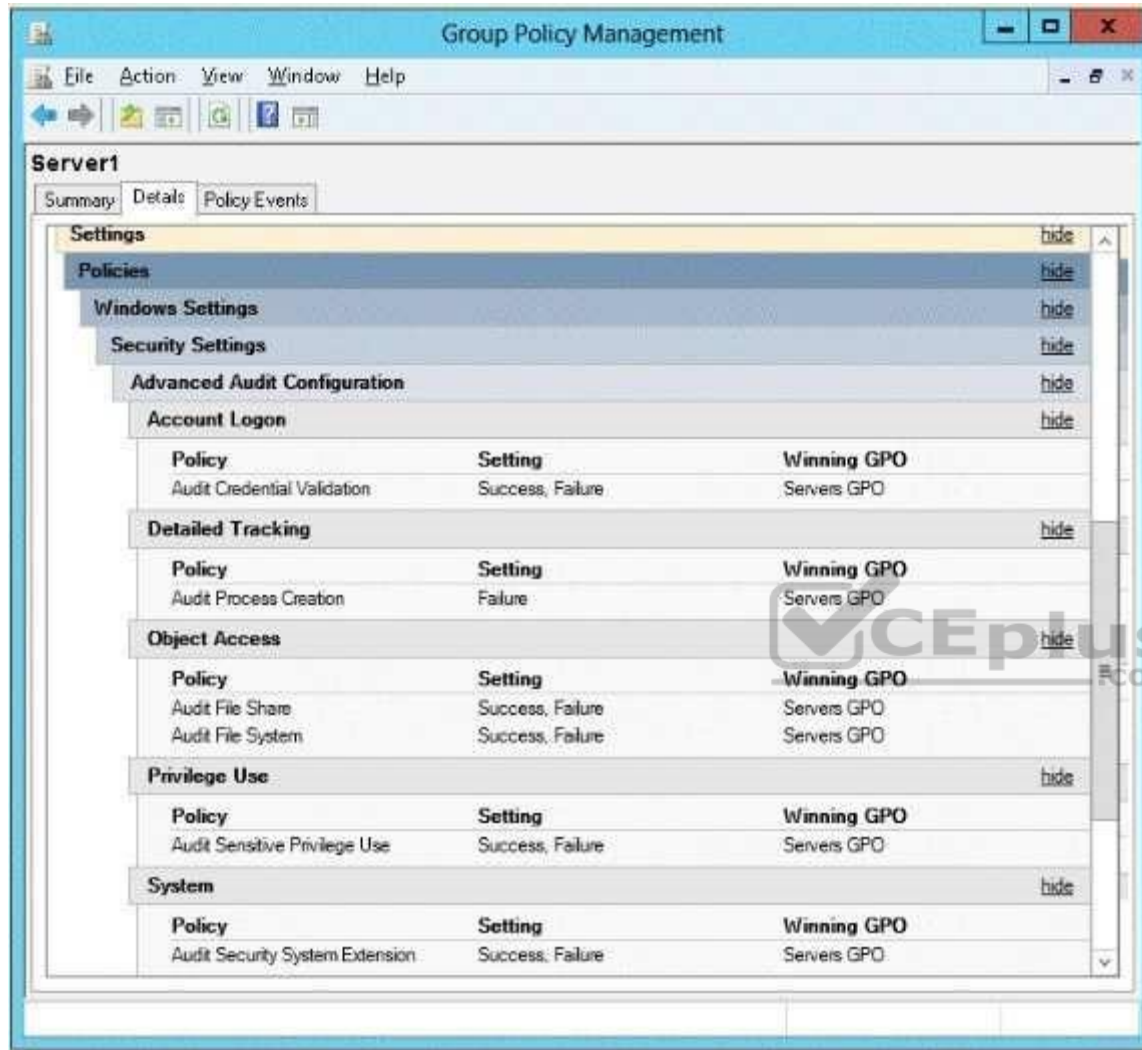 Group Policy Management
File Action View Window Help
Server1
Summary Details Policy Events
Settings hide
Policies hide
Windows Settings hide
Security Settings hide
Advanced Audit Configuration hide
Account Logon hide
Policy Setting Winning GPO
Audit Credential Validation Success, Failure Servers GPO
Detailed Tracking hide
Policy Setting Winning GPO
Audit Process Creation Failure Servers GPO
Object Access hide
Policy Setting Winning GPO
Audit File Share Success, Failure Servers GPO
Audit File System Success, Failure Servers GPO
Privilege Use hide
Policy Setting Winning GPO
Audit Sensitive Privilege Use Success, Failure Servers GPO
System hide
Policy Setting Winning GPO
Audit Security System Extension Success, Failure Servers GPO
CEplus